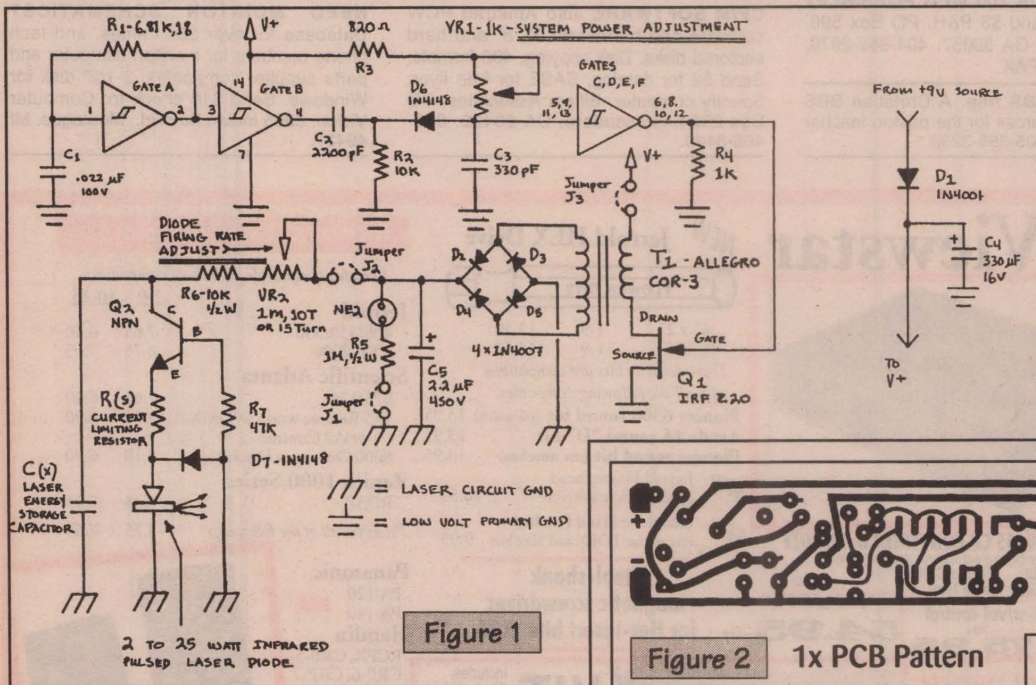 R1-6.81K, 1%
V+
100Ω
R3
VR1-1K-SYSTEM POWER ADJUSTMENT
GATE A
1
2
3
14
GATE B
4
7
C1
.022 µF
100V
C2
2200pF
R2
10K
D6
1N4148
C3
330pF
GATES
C, D, E, F
5, 9,
11, 13
6, 8,
10, 12
V+
Jumper
J3
R4
1K
FROM +9V SOURCE
D1
1N4001
C4
330µF
16V
TO
V+
DIODE
FIRING RATE
ADJUST
R6-10K
½W
VR2
1M, 10T
OR 15 Turn
Jumper
J2
NE2
R5
1M, ½W
Jumper
J1
C5
2.2 µF
450V
D2
D3
D4
D5
4 x 1N4007
T1 - ALLEGRO
COR-3
DRAIN
GATE
SOURCE
Q1
IRF Z20
Q2
NPN
C
B
E
R(S)
CURRENT
LIMITING
RESISTOR
R7
47K
D7-1N4148
C(x)
LASER
ENERGY
STORAGE
CAPACITOR
= LASER CIRCUIT GND
= LOW VOLT PRIMARY GND
2 TO 25 WATT INFRARED
PULSED LASER DIODE
Figure 1
+
-
Figure 2
1x PCB Pattern